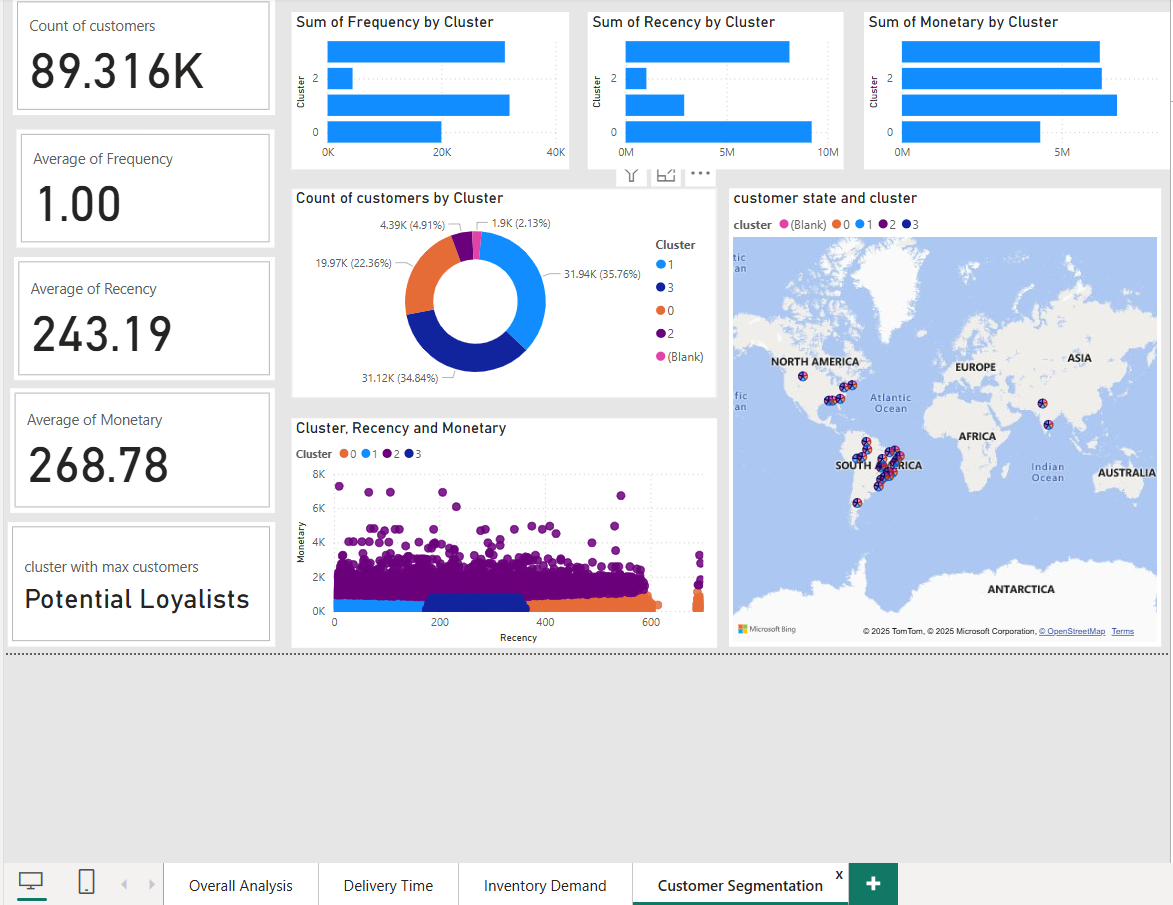 Count of customers
89.316K
Average of Frequency
1.00
Average of Recency
243.19
Average of Monetary
268.78
cluster with max customers
Potential Loyalists
Sum of Frequency by Cluster
Cluster
2
0
0K 20K 40K
Sum of Recency by Cluster
Cluster
2
0
0M 5M 10M
Sum of Monetary by Cluster
Cluster
2
0
0M 5M
Count of customers by Cluster
4.39K (4.91%)
1.9K (2.13%)
19.97K (22.36%)
31.94K (35.76%)
31.12K (34.84%)
Cluster
1
3
0
2
(Blank)
Cluster, Recency and Monetary
Cluster 0 1 2 3
Monetary
8K
6K
4K
2K
0K
0 200 400 600
Recency
customer state and cluster
cluster (Blank) 0 1 2 3
tic
an
NORTH AMERICA
EUROPE
ASIA
fic
an
Atlantic
Ocean
AFRICA
SOUTH AMERICA
Indian
Ocean
AUSTRALIA
ANTARCTICA
Microsoft Bing
© 2025 TomTom, © 2025 Microsoft Corporation, © OpenStreetMap Terms
Overall Analysis
Delivery Time
Inventory Demand
Customer Segmentation
x
+